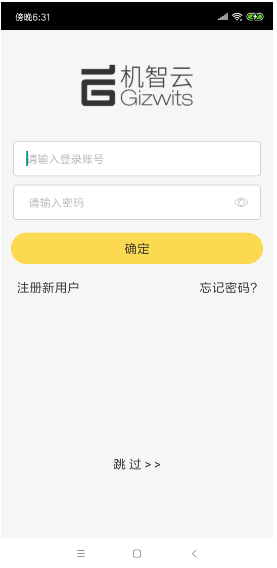 傍晚6:31
机智云
Gizwits
请输入登录账号
请输入密码
确定
注册新用户
忘记密码?
跳 过 > >